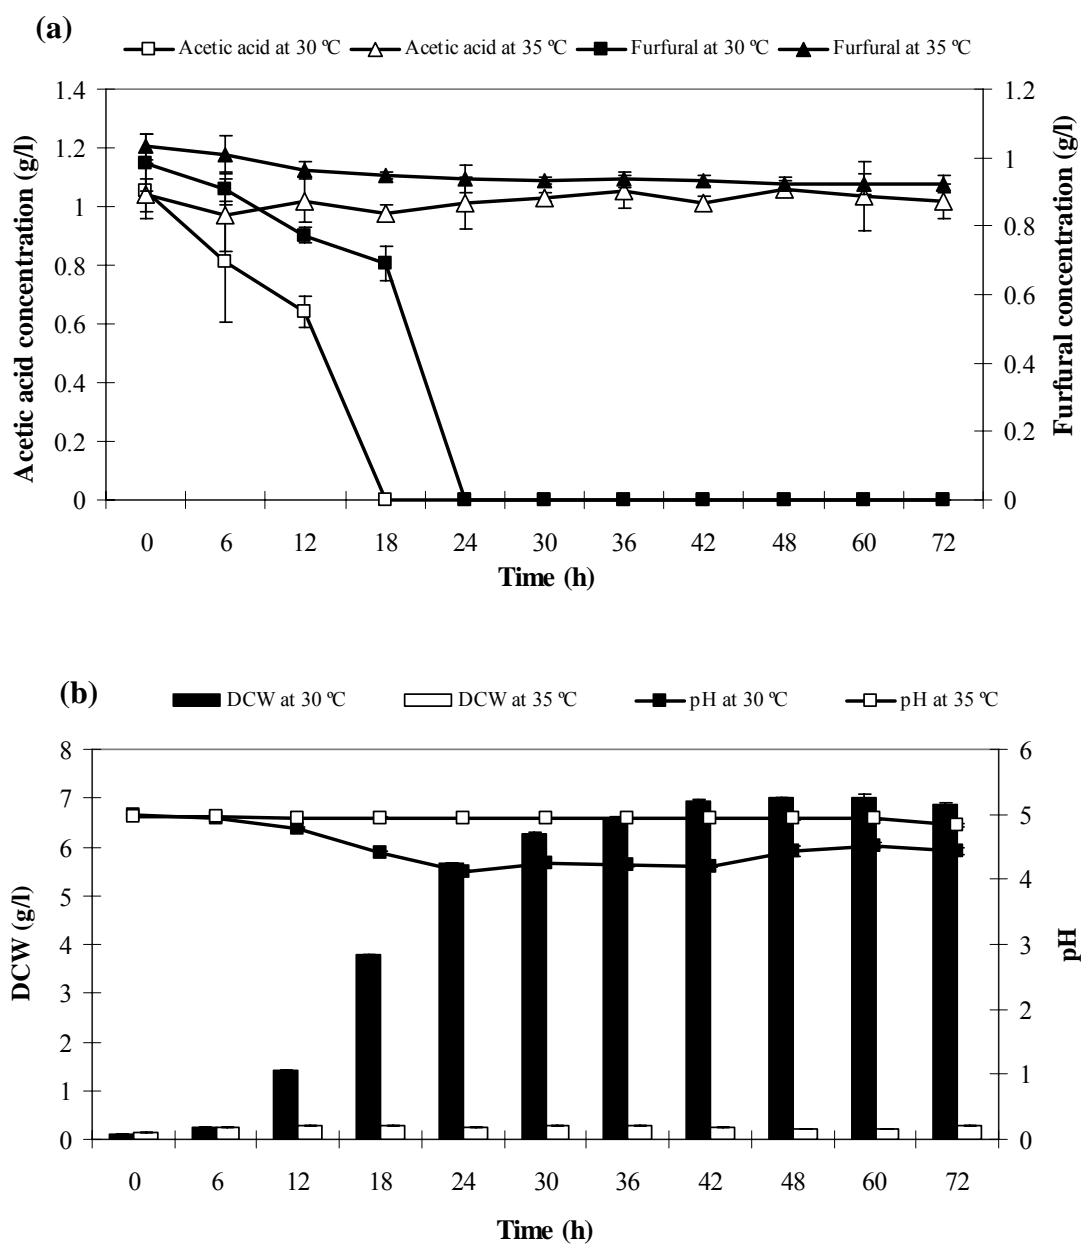 (a)
Acetic acid at 30 ºC Acetic acid at 35 ºC Furfural at 30 ºC Furfural at 35 ºC
Acetic acid concentration (g/l)
1.4
1.2
1
0.8
0.6
0.4
0.2
0
1.2
1
0.8
0.6
0.4
0.2
0
Furfural concentration (g/l)
0 6 12 18 24 30 36 42 48 60 72
Time (h)
(b)
DCW at 30 ºC DCW at 35 ºC pH at 30 ºC pH at 35 ºC
DCW (g/l)
8
7
6
5
4
3
2
1
0
6
5
4
3
2
1
0
pH
0 6 12 18 24 30 36 42 48 60 72
Time (h)